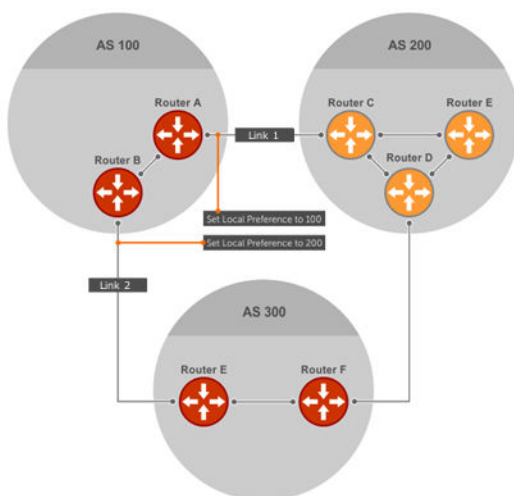 AS 100
AS 200
Router A
Router C
Router E
Link 1
Router B
Router D
Set Local Preference to 100
Set Local Preference to 200
Link 2
AS 300
Router E
Router F